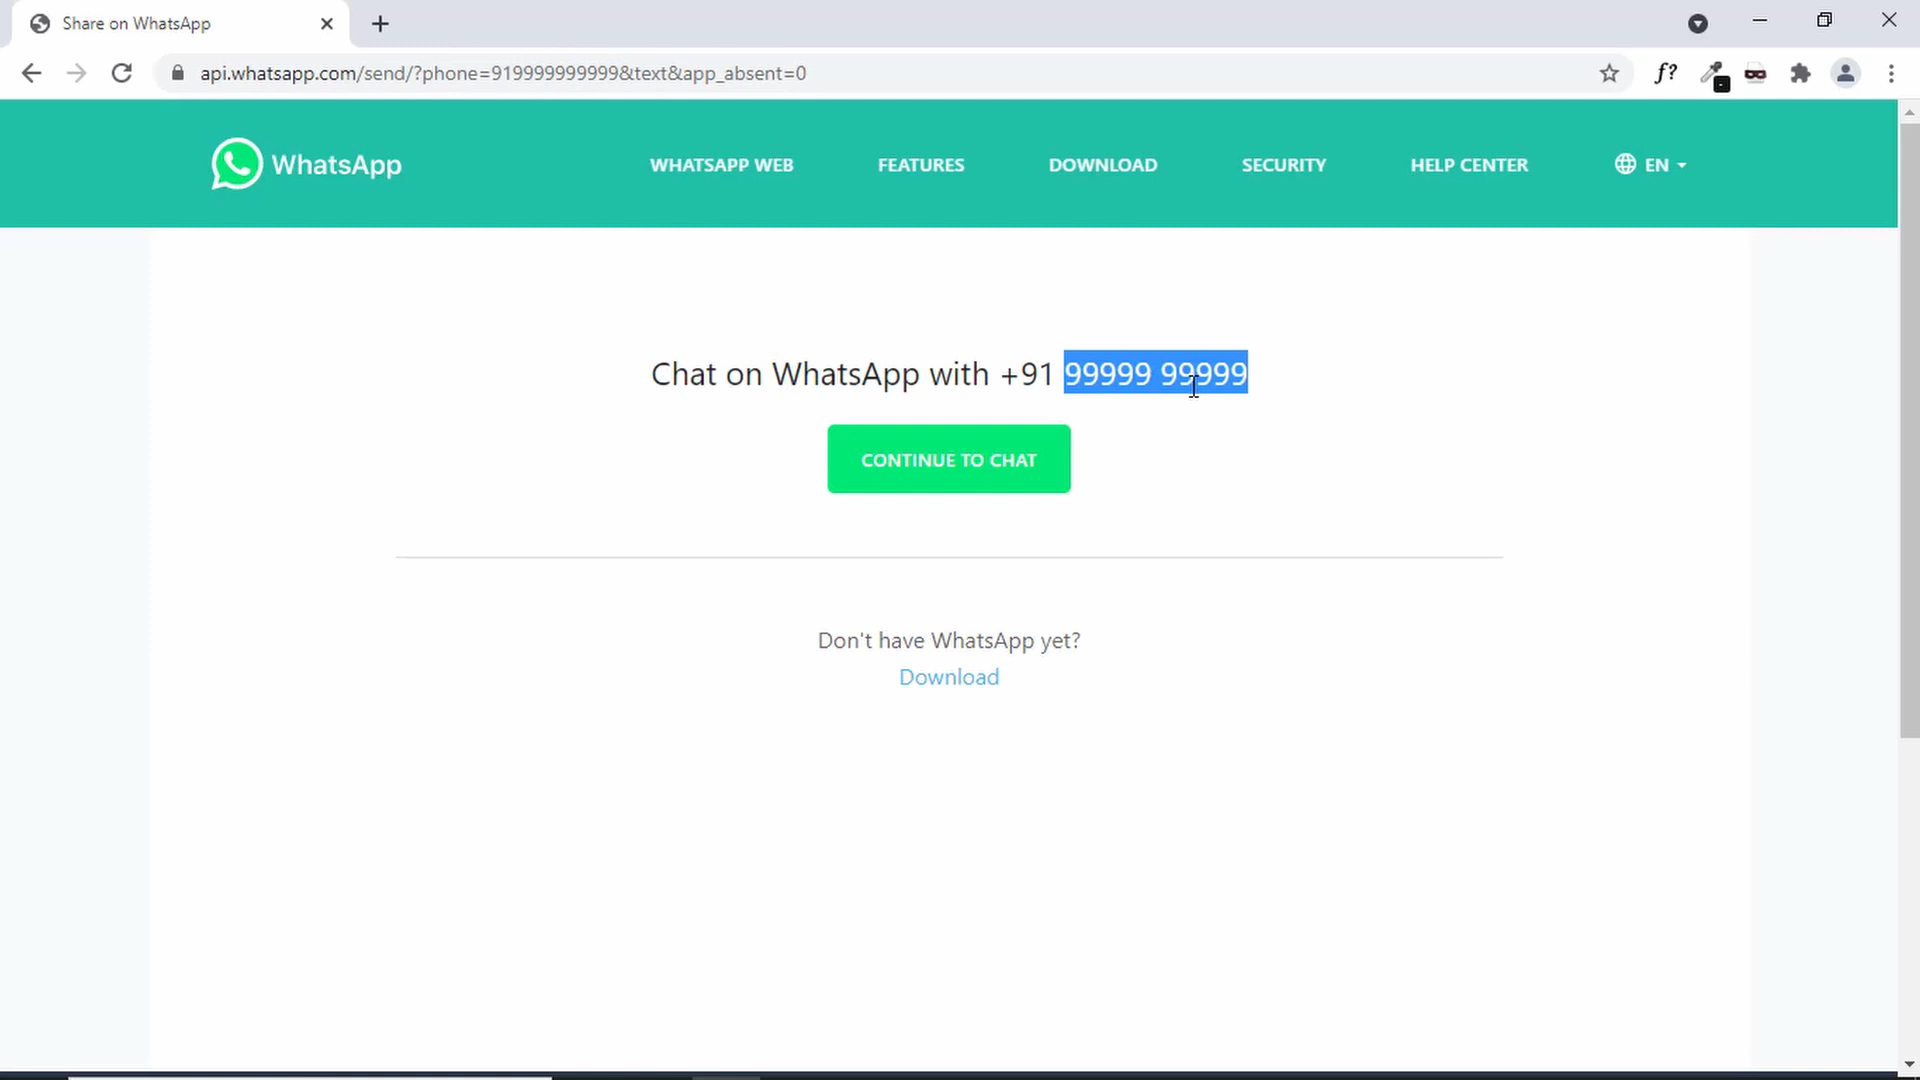 Share on WhatsApp
api.whatsapp.com/send/?phone=919999999999&text&app_absent=0
f?
WhatsApp
WHATSAPP WEB
FEATURES
DOWNLOAD
SECURITY
HELP CENTER
EN
Chat on WhatsApp with +91 99999 99999
CONTINUE TO CHAT
Don't have WhatsApp yet?
Download